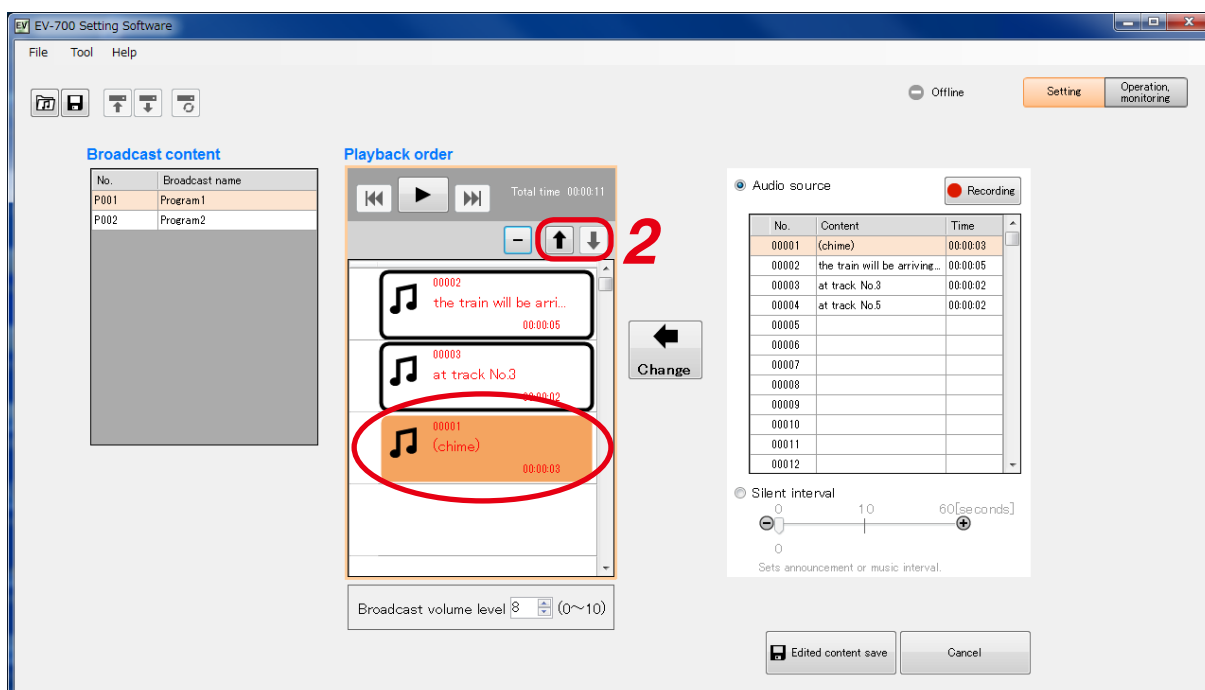 EV EV-700 Setting Software
File Tool Help
Offline
Setting
Operation,
monitoring
Broadcast content
No. Broadcast name
P001 Program1
P002 Program2
Playback order
Total time 00:00:11
2
00002
the train will be arri...
00:00:05
00003
at track No.3
00:00:02
00001
(chime)
00:00:03
Broadcast volume level 8 (0~10)
Change
Audio source
Recording
No. Content Time
00001 (chime) 00:00:03
00002 the train will be arriving... 00:00:05
00003 at track No.3 00:00:02
00004 at track No.5 00:00:02
00005
00006
00007
00008
00009
00010
00011
00012
Silent interval
0 10 60[seconds]
0
Sets announcement or music interval.
Edited content save
Cancel